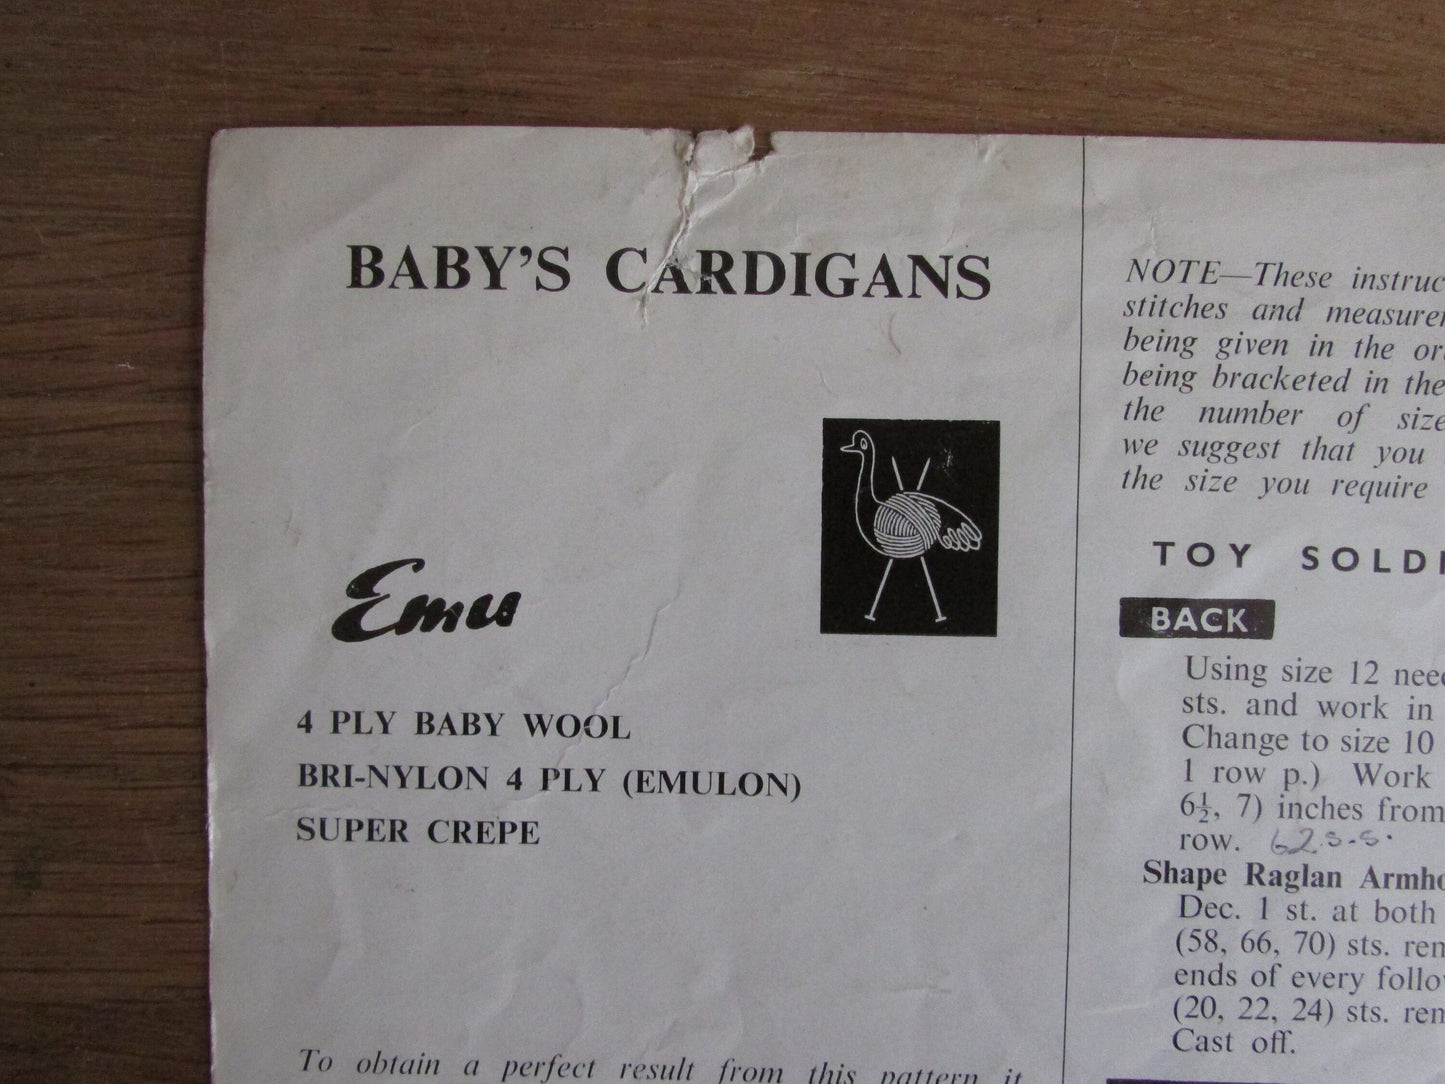 BABY'S CARDIGANS
Emu
4 PLY BABY WOOL
BRI-NYLON 4 PLY (EMULON)
SUPER CREPE
To obtain a perfect result from this pattern it
NOTE—These instruc
stitches and measure
being given in the or
being bracketed in the
the number of size
we suggest that you
the size you require
TOY SOLD
BACK
Using size 12 need
sts. and work in
Change to size 10
1 row p.) Work
6½, 7) inches from
row. 62 s.s.
Shape Raglan Armho
Dec. 1 st. at both
(58, 66, 70) sts. rem
ends of every follo
(20, 22, 24) sts. rem
Cast off.